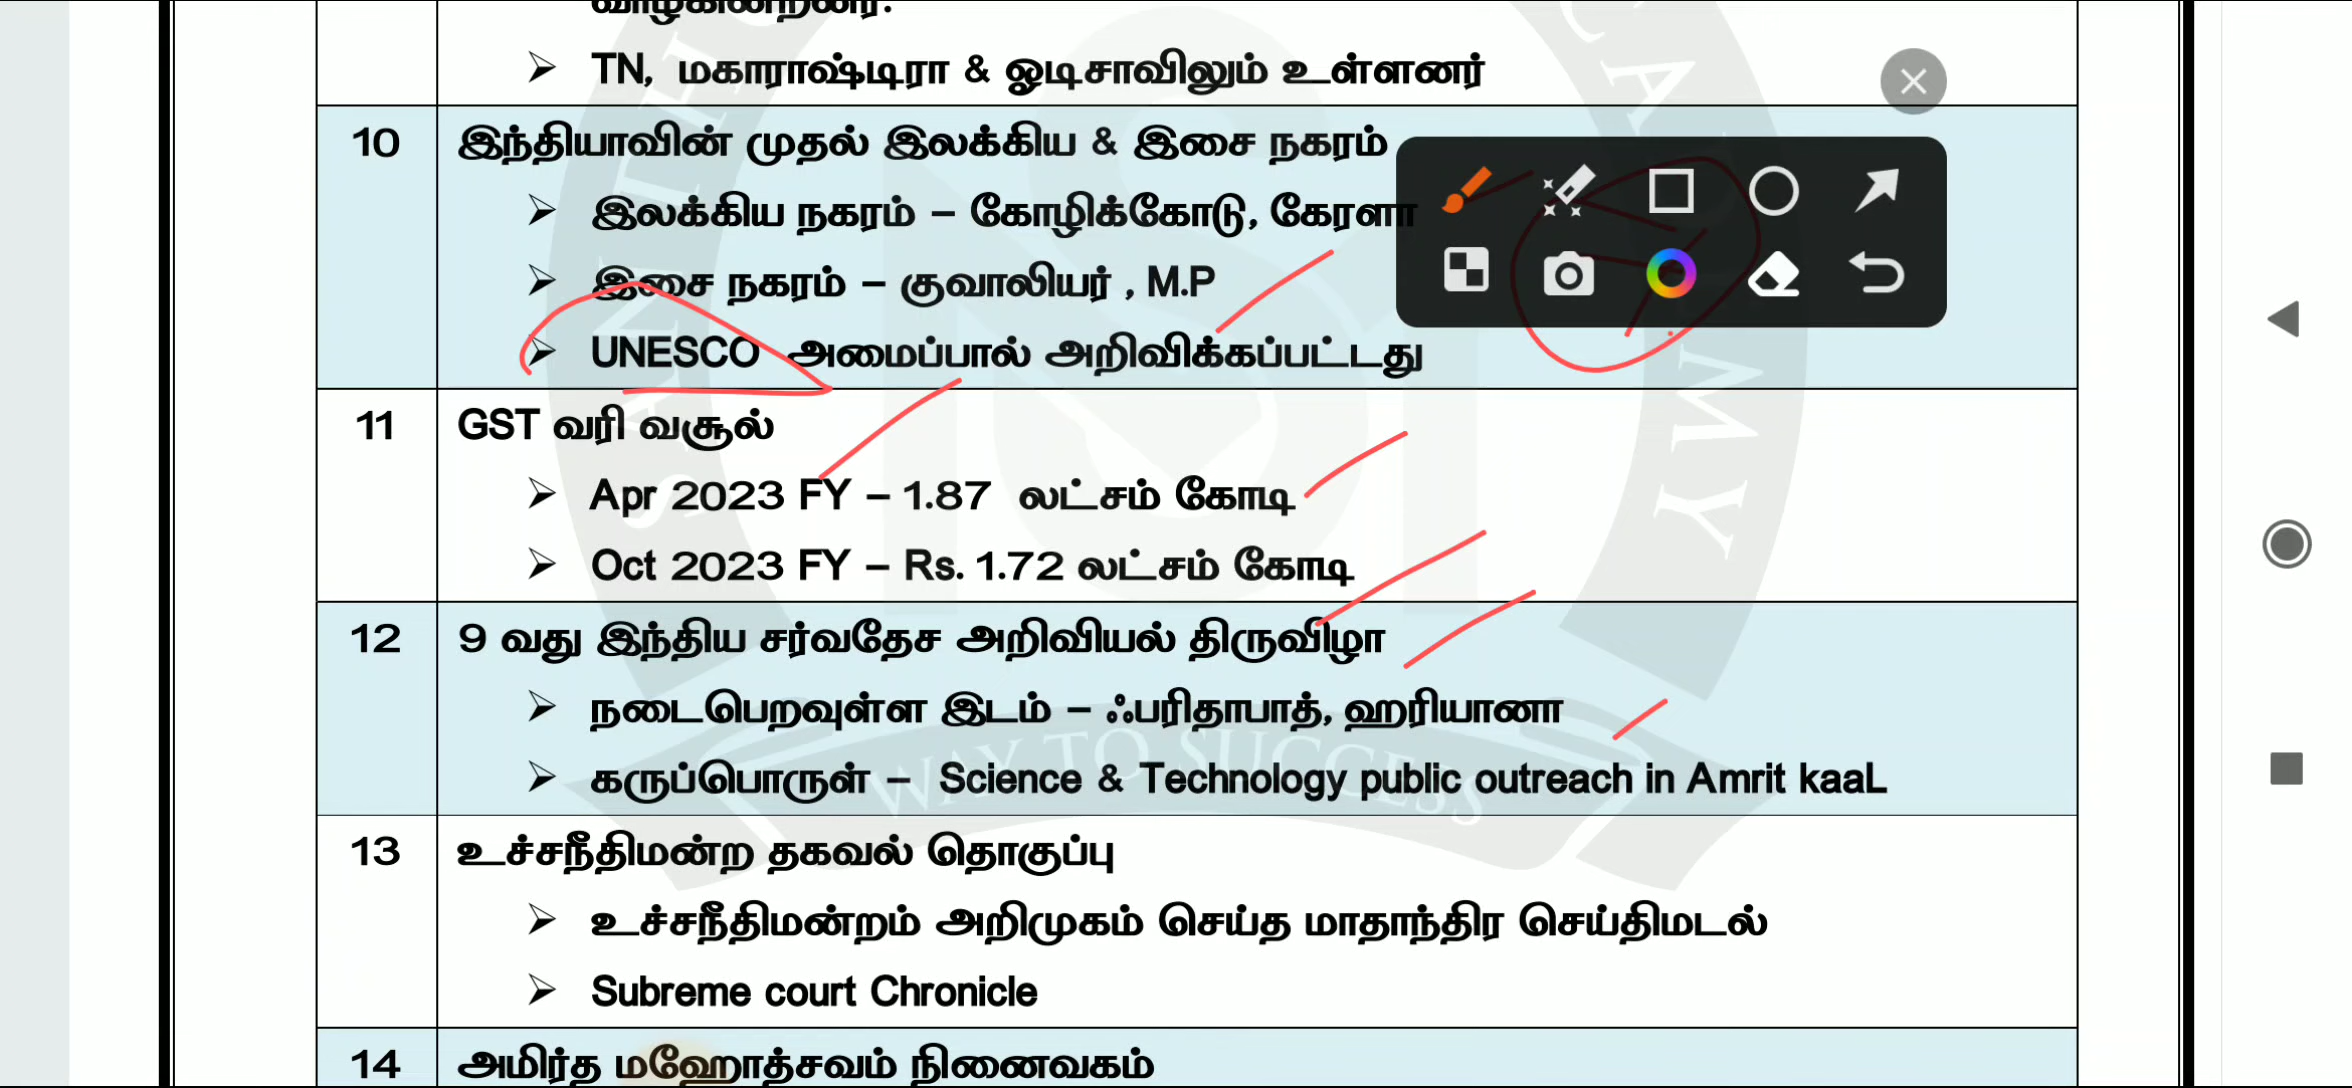 TN, மகாராஷ்டிரா & ஓடிசாவிலும் உள்ளனர்
10 இந்தியாவின் முதல் இலக்கிய & இசை நகரம்
இலக்கிய நகரம் – கோழிக்கோடு, கேரளா
இசை நகரம் – குவாலியர் , M.P
UNESCO அமைப்பால் அறிவிக்கப்பட்டது
11 GST வரி வசூல்
Apr 2023 FY – 1.87 லட்சம் கோடி
Oct 2023 FY – Rs. 1.72 லட்சம் கோடி
12 9 வது இந்திய சர்வதேச அறிவியல் திருவிழா
நடைபெறவுள்ள இடம் – ஃபரிதாபாத், ஹரியானா
கருப்பொருள் – Science & Technology public outreach in Amrit kaaL
WAY TO SUCCESS
13 உச்சநீதிமன்ற தகவல் தொகுப்பு
உச்சநீதிமன்றம் அறிமுகம் செய்த மாதாந்திர செய்திமடல்
Subreme court Chronicle
14 அமிர்த மஹோத்சவம் நினைவகம்